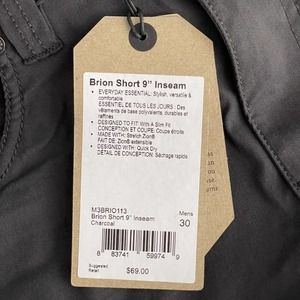 Brion Short 9" Inseam
• EVERYDAY ESSENTIAL: Stylish, versatile &
comfortable
ESSENTIEL DE TOUS LES JOURS : Des
vêtements de base polyvalents, durables et
raffines
• DESIGNED TO FIT: With A Slim Fit
CONCEPTION ET COUPE: Coupe étroits
• MADE WITH: Stretch Zion®
FAIT DE: Zion® extensible
• DESIGNED WITH: Quick Dry
DÉTAIL DE CONCEPTION: Séchage rapids
M3BRIO113
Brion Short 9" Inseam
Charcoal
Mens
30
8 83741 59974 9
Suggested
Retail
$69.00